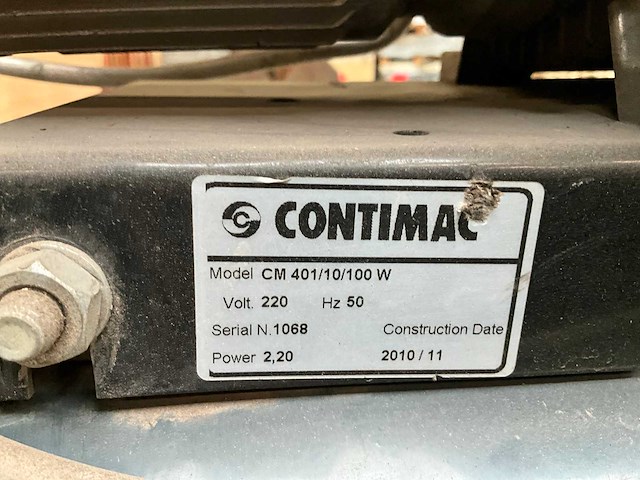 CONTIMAC
Model CM 401/10/100 W
Volt. 220 Hz 50
Serial N.1068 Construction Date
Power 2,20 2010 / 11